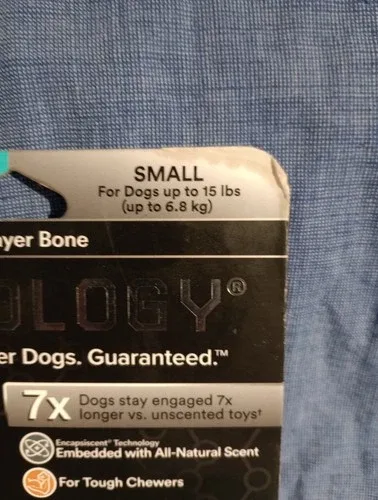 SMALL
For Dogs up to 15 lbs
(up to 6.8 kg)
ayer Bone
OLOGY®
er Dogs. Guaranteed.™
7x
Dogs stay engaged 7x
longer vs. unscented toys†
Encapsiscent® Technology
Embedded with All-Natural Scent
For Tough Chewers